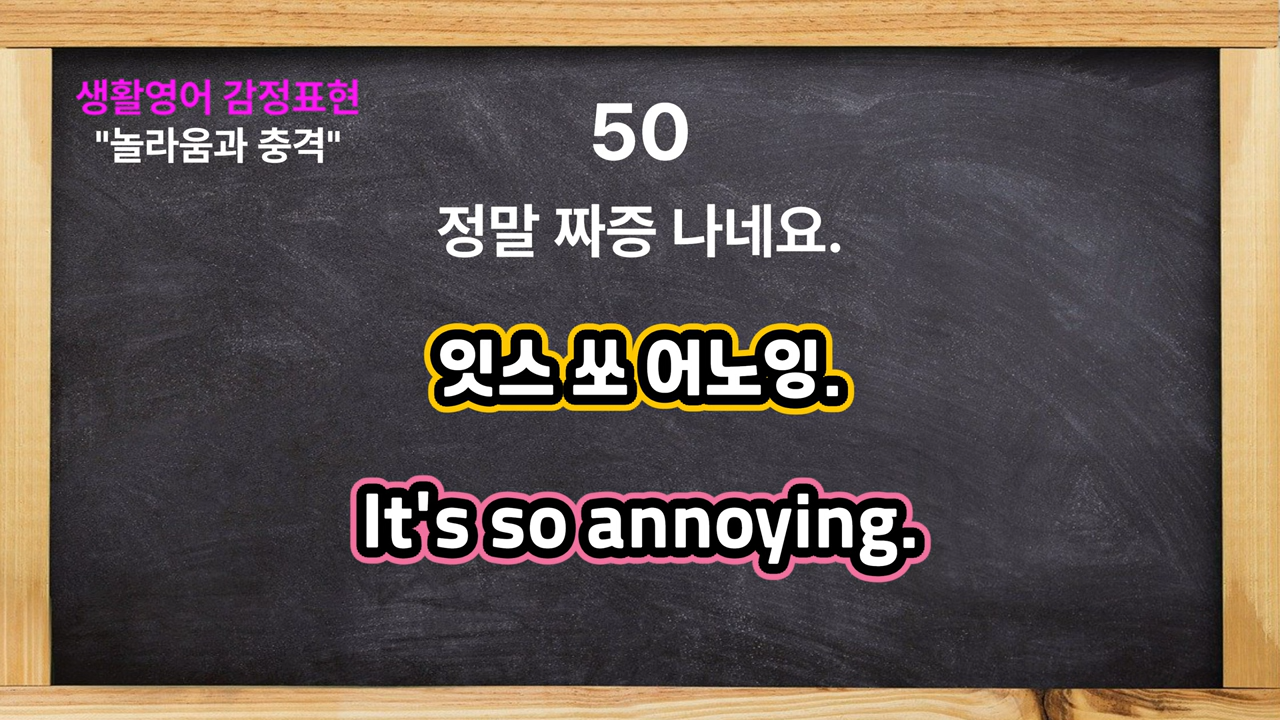 생활영어 감정표현
"놀라움과 충격"
50
정말 짜증 나네요.
잇스 쏘 어노잉.
It's so annoying.